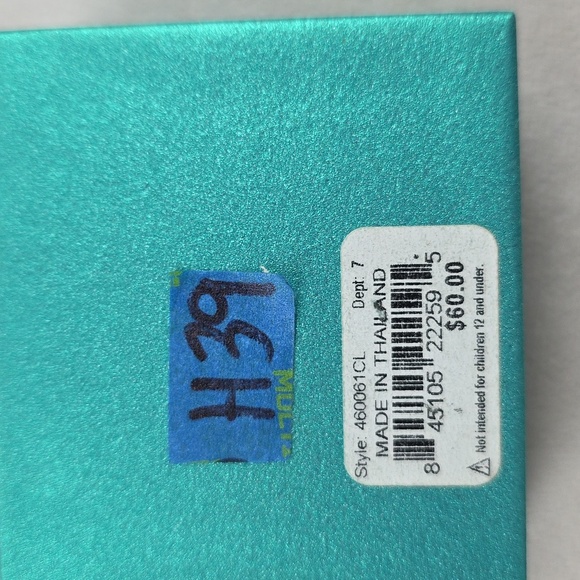 H39
MULTI
Style: 460061CL Dept: 7
MADE IN THAILAND
8 45105 22259 5
$60.00
Not intended for children 12 and under.